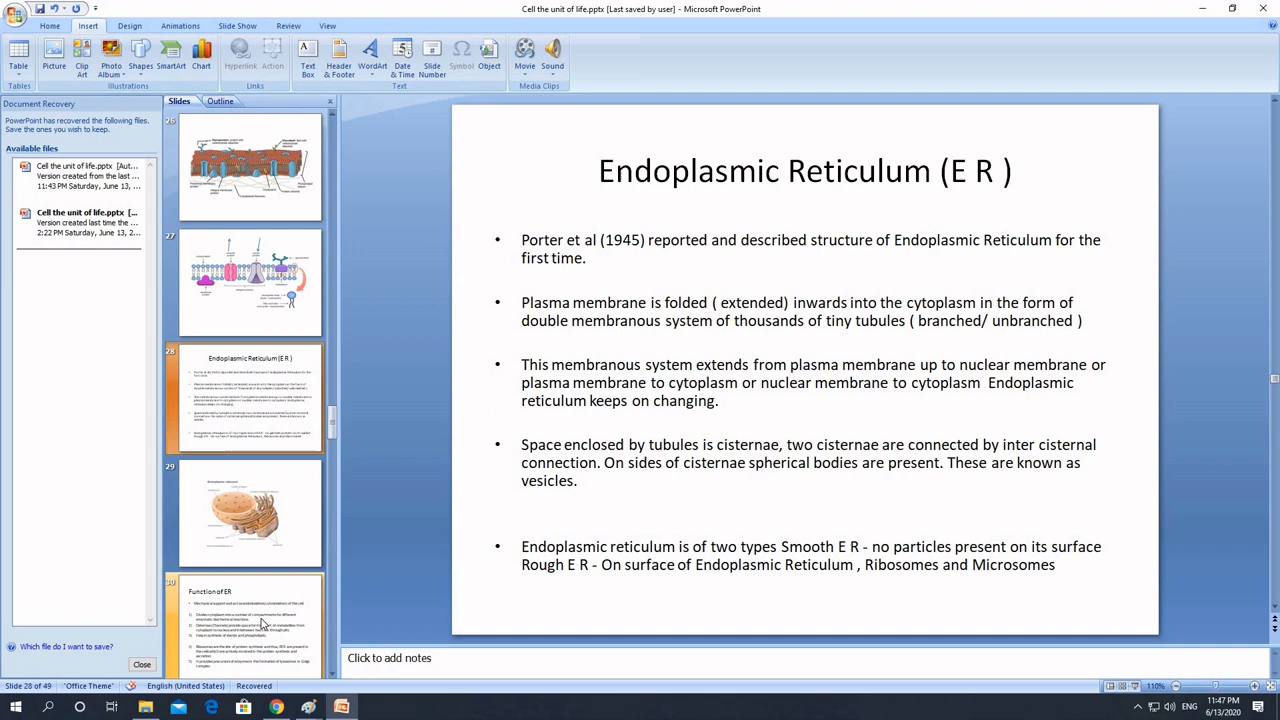 Cell the unit of life.pptx [Last saved by user] - Microsoft PowerPoint
Home Insert Design Animations Slide Show Review View
Table Picture Clip Art Photo Album Shapes SmartArt Chart Hyperlink Action Text Box Header & Footer WordArt Date & Time Slide Number Symbol Object Movie Sound
Tables Illustrations Links Text Media Clips
Document Recovery
PowerPoint has recovered the following files.
Save the ones you wish to keep.
Available files
Cell the unit of life.pptx [Aut...
Version created from the last ...
11:43 PM Saturday, June 13, ...
Cell the unit of life.pptx [...
Version created last time the ...
2:22 PM Saturday, June 13, 2...
Which file do I want to save?
Close
Slides Outline
26
27
28
Endoplasmic Reticulum (E R )
29
Endoplasmic reticulum
30
Function of ER
Endoplasmic Reticulum (E R )
• Porter et al (1945) reported and described structure of Endoplasmic Reticulum for the
first time.
• Plasma membrane is folded( extended) inwards into the cytoplasm in the form of
double membranous system of thousands of tiny tubules ( branched/ unbranched )
• This membranous system extends from plasma membrane up to nuclear membrane or
plasma membrane to cytoplasm or nuclear membrane to cytoplasm. Endoplasmic
reticulum keeps on changing.
• Space enclosed by tubules is cisternae, two cisternae are connected by inter cisternal
connection. On sides of cisternae spherical bodies are present. These are known as
vesicles.
• Endoplasmic reticulum is of two types Smooth E R - no particles present on its surface
Rough E R - On surface of Endoplasmic Reticulum , Ribosomes and Microsomes
Click to add notes
Slide 28 of 49 "Office Theme" English (United States) Recovered 110%
ENG 11:47 PM
6/13/2020